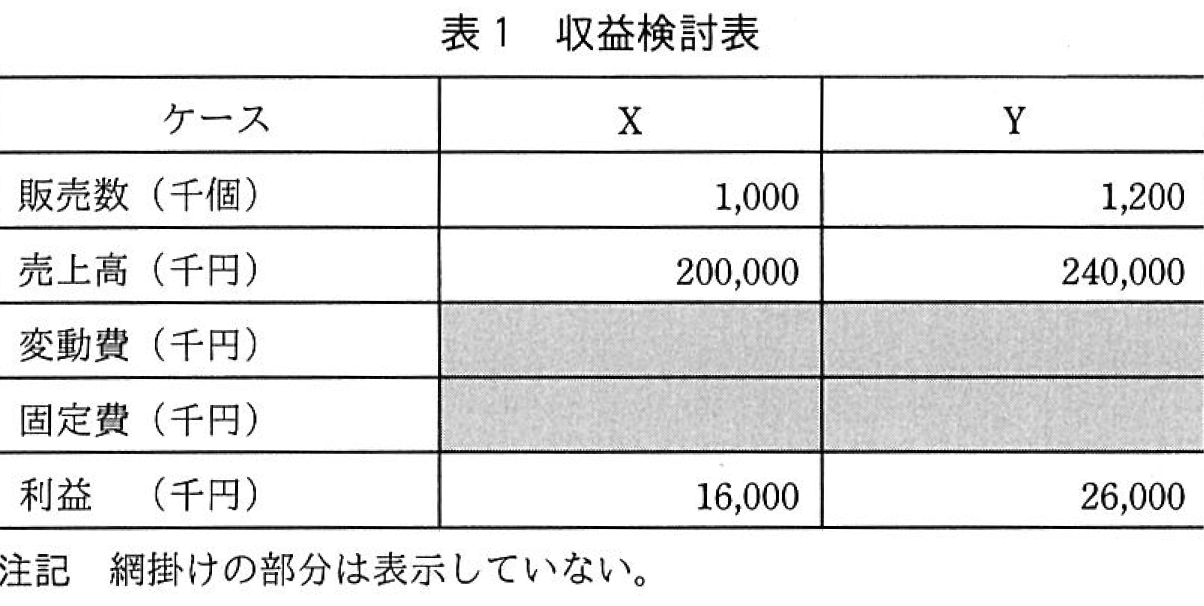 表1　収益検討表
ケース　X　Y
販売数（千個）　1,000　1,200
売上高（千円）　200,000　240,000
変動費（千円）
固定費（千円）
利益　（千円）　16,000　26,000
注記　網掛けの部分は表示していない。